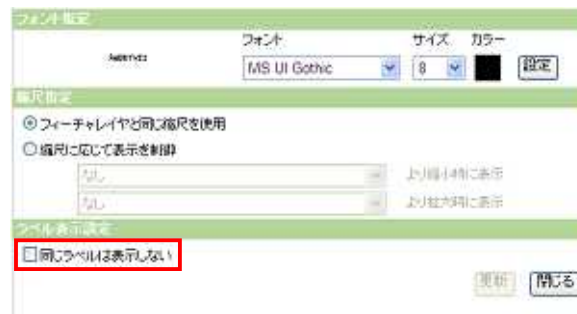 フォント指定
フォント サイズ カラー
MS UI Gothic 8 設定
縮尺指定
フィーチャレイヤと同じ縮尺を使用
縮尺に応じて表示を制御
なし より縮小時に表示
なし より拡大時に表示
ラベル表示設定
同じラベルは表示しない
更新 閉じる